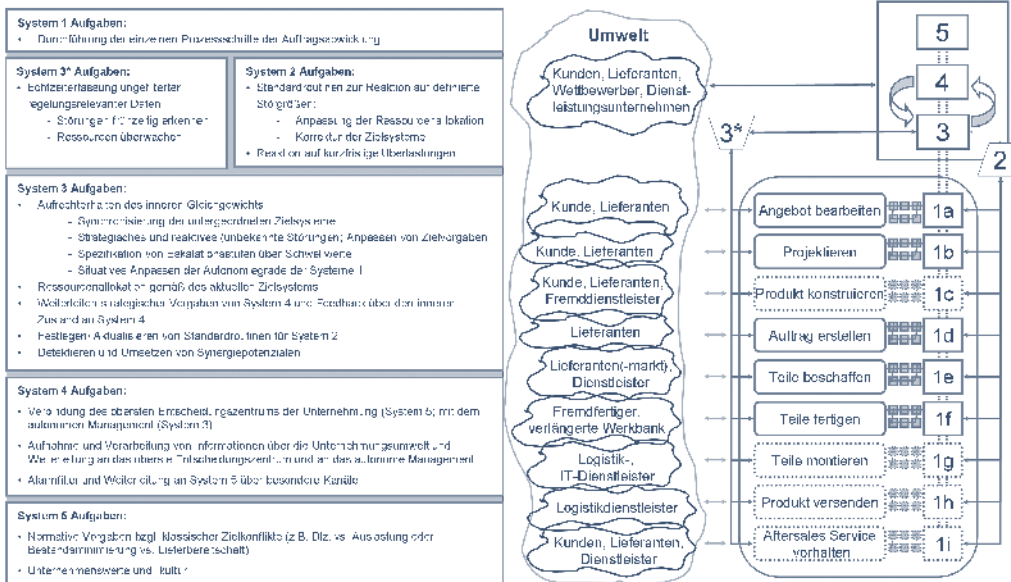 System 1 Aufgaben:
• Durchführung der einzelnen Prozessschritte der Auftragsabwicklung
System 3* Aufgaben:
• Echtzeiterfassung ungefilterter
regelungsrelevanter Daten
- Störungen frühzeitig erkennen
- Ressourcen überwachen
System 2 Aufgaben:
• Standardroutinen zur Reaktion auf definierte
Störgrößen:
- Anpassung der Ressourcenallokation
- Korrektur der Zielsysteme
• Reaktion auf kurzfristige Überlastungen
System 3 Aufgaben:
• Aufrechterhalten des inneren Gleichgewichts
- Synchronisierung der untergeordneten Zielsysteme
- Strategisches und reaktives (unbekannte Störungen) Anpassen von Zielvorgaben
- Spezifikation von Eskalationsstufen über Schwellwerte
- Situatives Anpassen der Autonomiegrade der Systeme 1
• Ressourcenallokation gemäß des aktuellen Zielsystems
• Weiterleiten strategischer Vorgaben von System 4 und Feedback über den inneren
Zustand an System 4
• Festlegen/Aktualisieren von Standardroutinen für System 2
• Detektieren und Umsetzen von Synergiepotenzialen
System 4 Aufgaben:
• Verbindung des obersten Entscheidungszentrums der Unternehmung (System 5) mit dem
autonomen Management (System 3)
• Aufnahme und Verarbeitung von Informationen über die Unternehmungsumwelt und
Weiterleitung an das oberste Entscheidungszentrum und an das autonome Management
• Alarmfilter und Weiterleitung an System 5 über besondere Kanäle
System 5 Aufgaben:
• Normative Vorgaben bzgl. klassischer Zielkonflikte (z.B. Dlz. vs. Auslastung oder
Bestandsminimierung vs. Lieferbereitschaft)
• Unternehmenswerte und -kultur
Umwelt
Kunden, Lieferanten,
Wettbewerber, Dienst-
leistungsunternehmen
Kunde, Lieferanten
Kunde, Lieferanten
Kunde, Lieferanten,
Fremddienstleister
Lieferanten
Lieferanten(-markt),
Dienstleister
Fremdfertiger,
verlängerte Werkbank
Logistik-,
IT-Dienstleister
Logistikdienstleister
Kunden, Lieferanten,
Dienstleister
5
4
3
3*
2
Angebot bearbeiten 1a
Projektieren 1b
Produkt konstruieren 1c
Auftrag erstellen 1d
Teile beschaffen 1e
Teile fertigen 1f
Teile montieren 1g
Produkt versenden 1h
Aftersales Service
vorhalten 1i